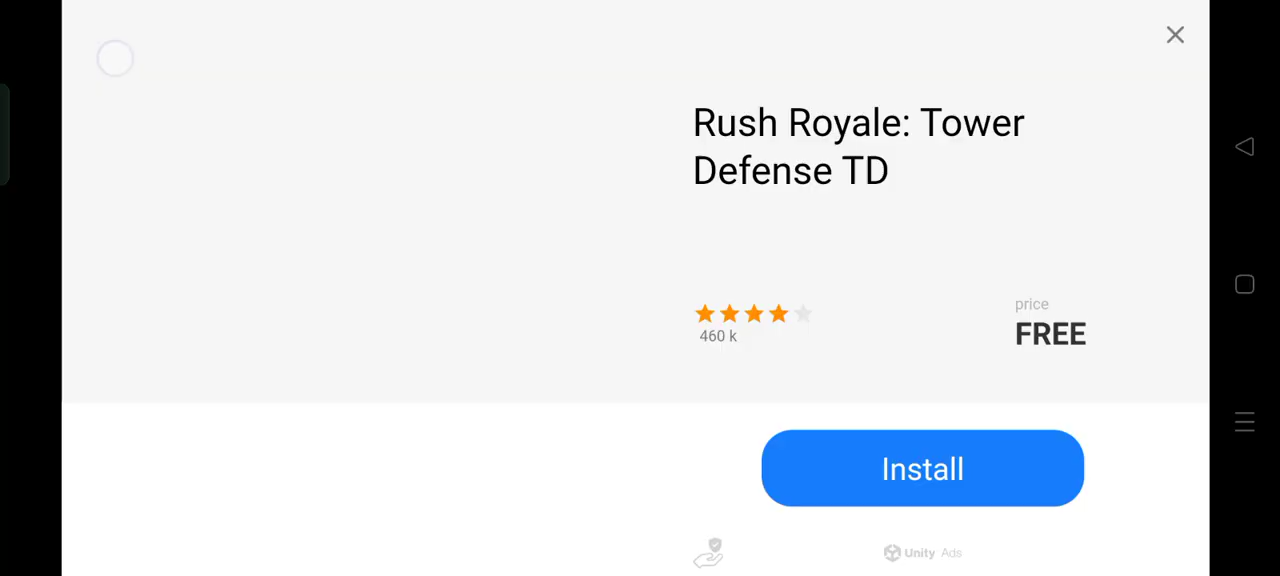 Rush Royale: Tower
Defense TD
460 k
price
FREE
Install
Unity Ads